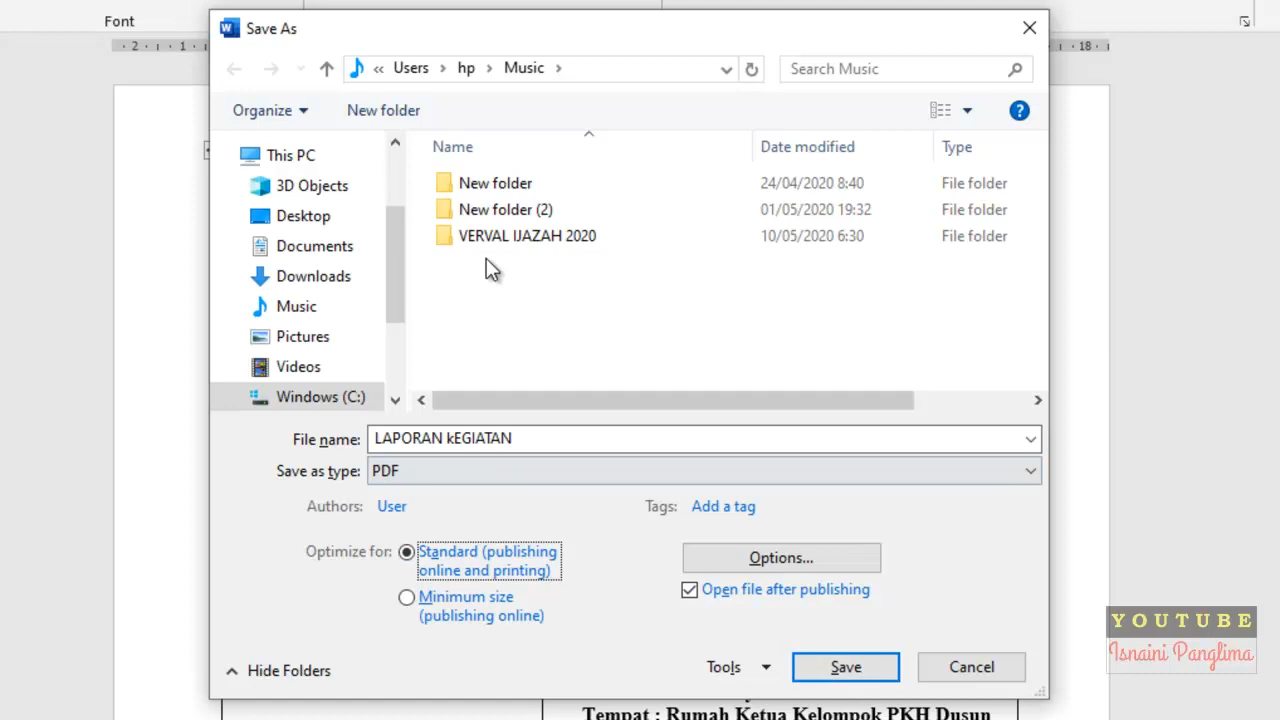 Font
2 1 18
Save As
« Users > hp > Music >
Search Music
Organize
New folder
This PC
3D Objects
Desktop
Documents
Downloads
Music
Pictures
Videos
Windows (C:)
Name Date modified Type
New folder 24/04/2020 8:40 File folder
New folder (2) 01/05/2020 19:32 File folder
VERVAL IJAZAH 2020 10/05/2020 6:30 File folder
File name: LAPORAN kEGIATAN
Save as type: PDF
Authors: User
Tags: Add a tag
Optimize for: Standard (publishing
online and printing)
Minimum size
(publishing online)
Options...
Open file after publishing
Hide Folders
Tools
Save
Cancel
YOUTUBE
Isnaini Panglima
Tempat : Rumah Ketua Kelompok PKH Dusun